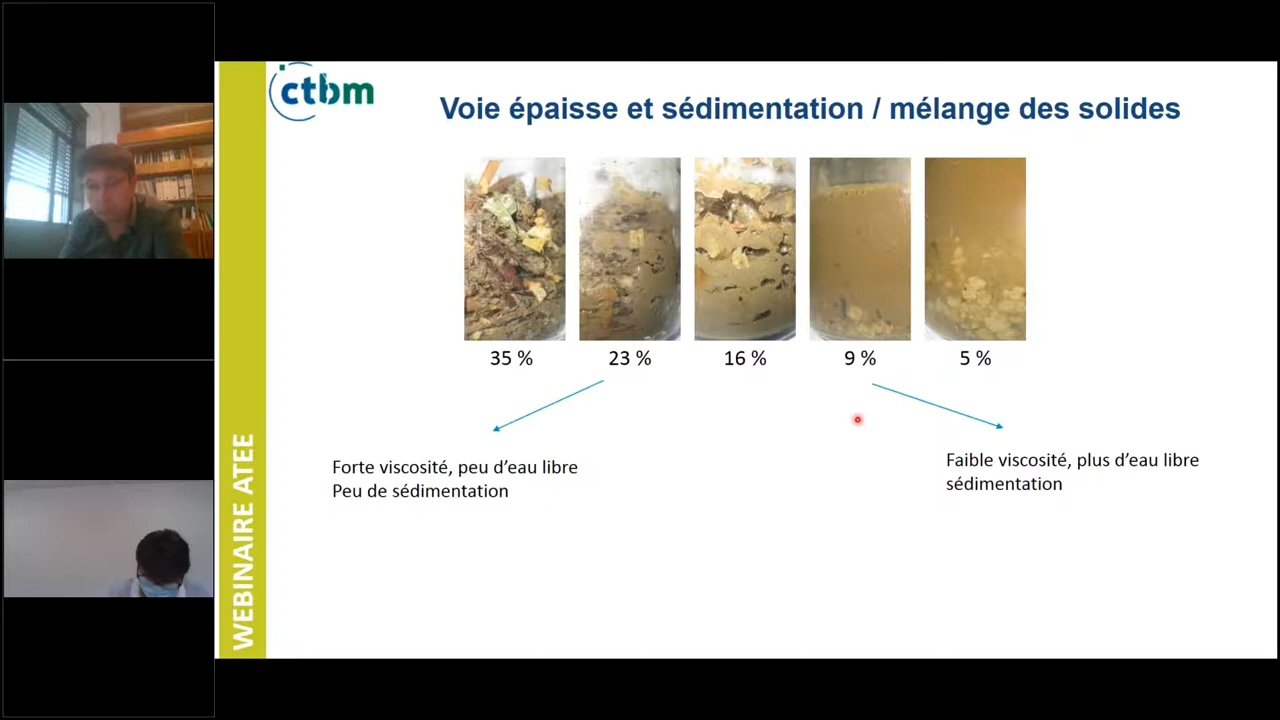 ctbm
Voie épaisse et sédimentation / mélange des solides
35 %
23 %
16 %
9 %
5 %
Forte viscosité, peu d’eau libre
Peu de sédimentation
Faible viscosité, plus d’eau libre
sédimentation
WEBINAIRE ATEE